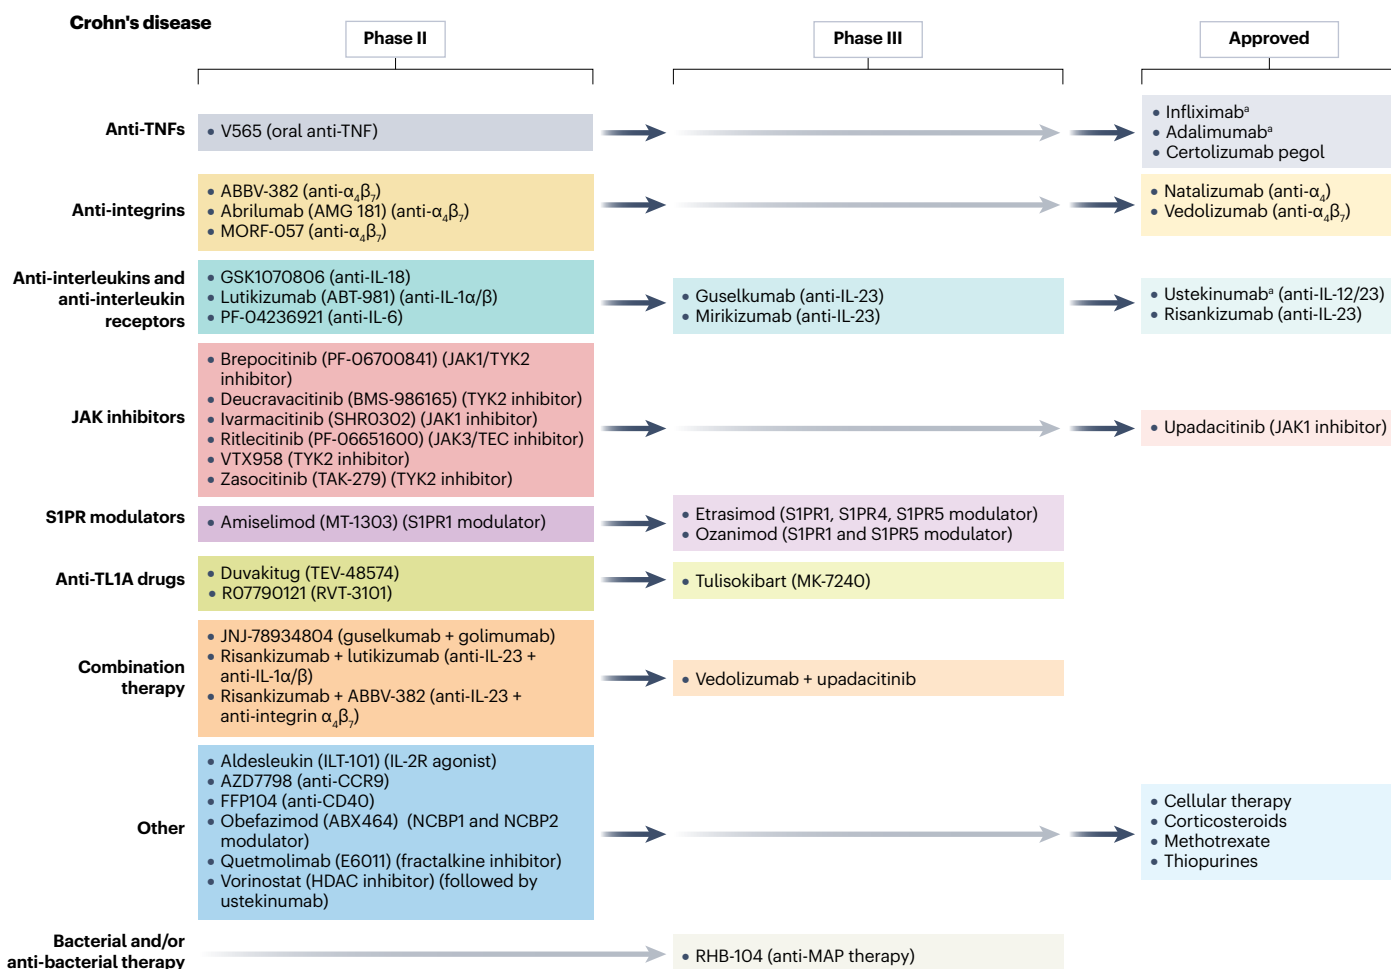 Crohn's disease
Phase II
Phase III
Approved
Anti-TNFs
• V565 (oral anti-TNF)
• Infliximabᵃ
• Adalimumabᵃ
• Certolizumab pegol
Anti-integrins
• ABBV-382 (anti-α₄β₇)
• Abrilumab (AMG 181) (anti-α₄β₇)
• MORF-057 (anti-α₄β₇)
• Natalizumab (anti-α₄)
• Vedolizumab (anti-α₄β₇)
Anti-interleukins and
anti-interleukin
receptors
• GSK1070806 (anti-IL-18)
• Lutikizumab (ABT-981) (anti-IL-1α/β)
• PF-04236921 (anti-IL-6)
• Guselkumab (anti-IL-23)
• Mirikizumab (anti-IL-23)
• Ustekinumabᵃ (anti-IL-12/23)
• Risankizumab (anti-IL-23)
JAK inhibitors
• Brepocitinib (PF-06700841) (JAK1/TYK2
inhibitor)
• Deucravacitinib (BMS-986165) (TYK2 inhibitor)
• Ivarmacitinib (SHR0302) (JAK1 inhibitor)
• Ritlecitinib (PF-06651600) (JAK3/TEC inhibitor)
• VTX958 (TYK2 inhibitor)
• Zasocitinib (TAK-279) (TYK2 inhibitor)
• Upadacitinib (JAK1 inhibitor)
S1PR modulators
• Amiselimod (MT-1303) (S1PR1 modulator)
• Etrasimod (S1PR1, S1PR4, S1PR5 modulator)
• Ozanimod (S1PR1 and S1PR5 modulator)
Anti-TL1A drugs
• Duvakitug (TEV-48574)
• R07790121 (RVT-3101)
• Tulisokibart (MK-7240)
Combination
therapy
• JNJ-78934804 (guselkumab + golimumab)
• Risankizumab + lutikizumab (anti-IL-23 +
anti-IL-1α/β)
• Risankizumab + ABBV-382 (anti-IL-23 +
anti-integrin α₄β₇)
• Vedolizumab + upadacitinib
Other
• Aldesleukin (ILT-101) (IL-2R agonist)
• AZD7798 (anti-CCR9)
• FFP104 (anti-CD40)
• Obefazimod (ABX464) (NCBP1 and NCBP2
modulator)
• Quetmolimab (E6011) (fractalkine inhibitor)
• Vorinostat (HDAC inhibitor) (followed by
ustekinumab)
• Cellular therapy
• Corticosteroids
• Methotrexate
• Thiopurines
Bacterial and/or
anti-bacterial therapy
• RHB-104 (anti-MAP therapy)